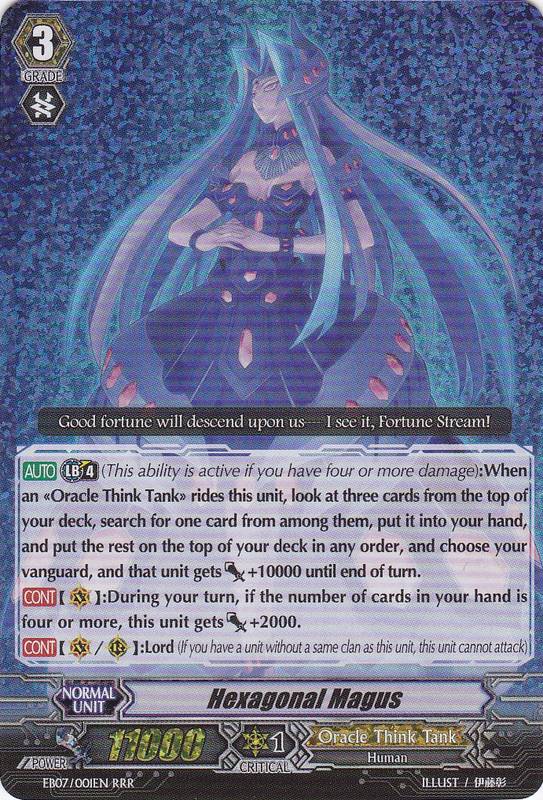 3
GRADE
Good fortune will descend upon us— I see it, Fortune Stream!
AUTO LB 4 (This ability is active if you have four or more damage):When
an «Oracle Think Tank» rides this unit, look at three cards from the top of
your deck, search for one card from among them, put it into your hand,
and put the rest on the top of your deck in any order, and choose your
vanguard, and that unit gets +10000 until end of turn.
CONT【 V 】:During your turn, if the number of cards in your hand is
four or more, this unit gets +2000.
CONT【 V / R 】:Lord (If you have a unit without a same clan as this unit, this unit cannot attack)
NORMAL
UNIT
Hexagonal Magus
POWER
11000
1
CRITICAL
Oracle Think Tank
Human
EB07/001EN RRR
ILLUST / 伊藤彰